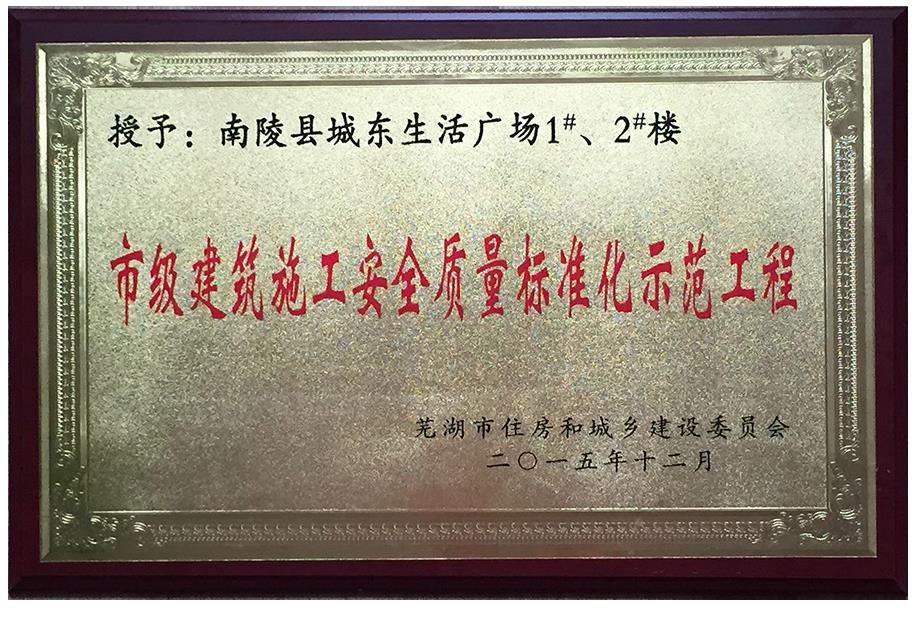 授予：南陵县城东生活广场1#、2#楼
市级建筑施工安全质量标准化示范工程
芜湖市住房和城乡建设委员会
二〇一五年十二月